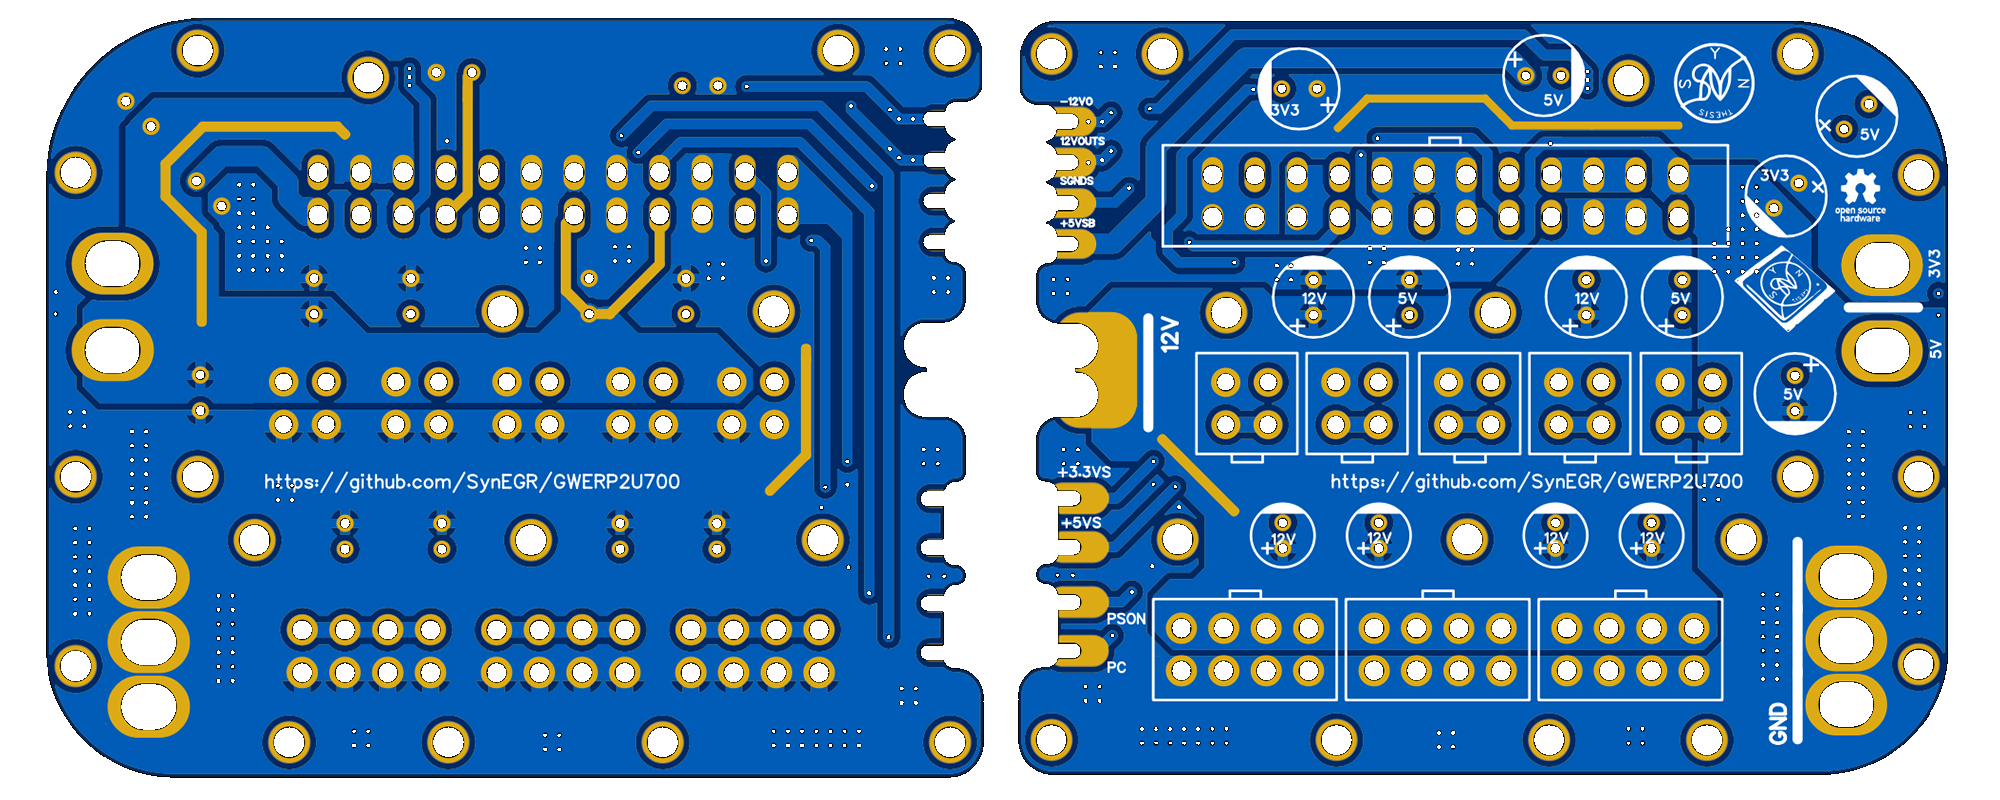 https://github.com/SynEGR/GWERP2U700
-12VO
12VOUTS
SGNDS
+5VSB
3V3
+
+
5V
S Y N
THESIS
+
5V
3V3
+
open source
hardware
3V3
5V
12V
+
5V
+
12V
+
5V
+
12V
+
5V
+3.3VS
https://github.com/SynEGR/GWERP2U700
+5VS
+12V
+12V
+12V
+12V
PSON
PC
GND